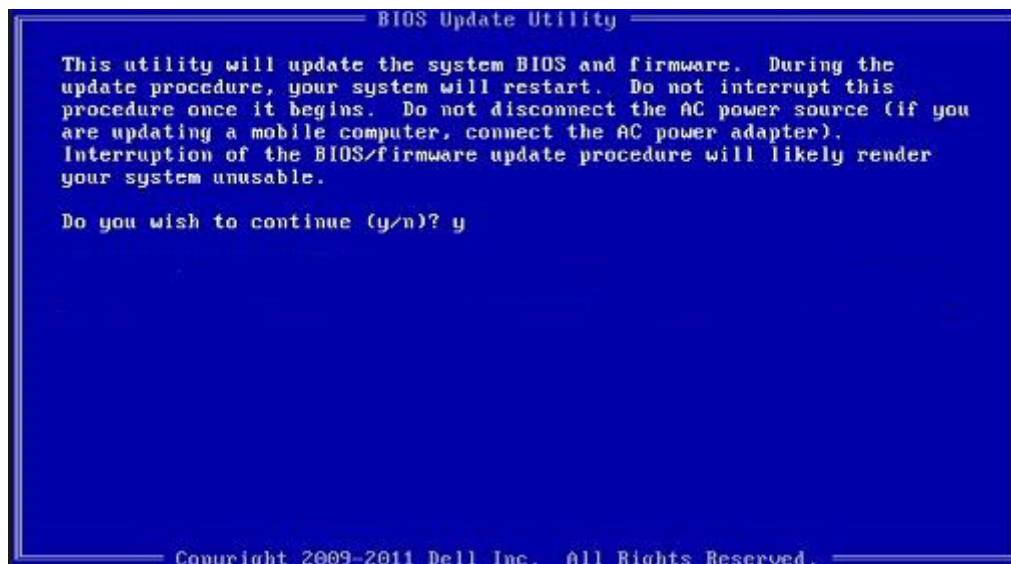 BIOS Update Utility
This utility will update the system BIOS and firmware. During the
update procedure, your system will restart. Do not interrupt this
procedure once it begins. Do not disconnect the AC power source (if you
are updating a mobile computer, connect the AC power adapter).
Interruption of the BIOS/firmware update procedure will likely render
your system unusable.
Do you wish to continue (y/n)? y
Copyright 2009-2011 Dell Inc. All Rights Reserved.